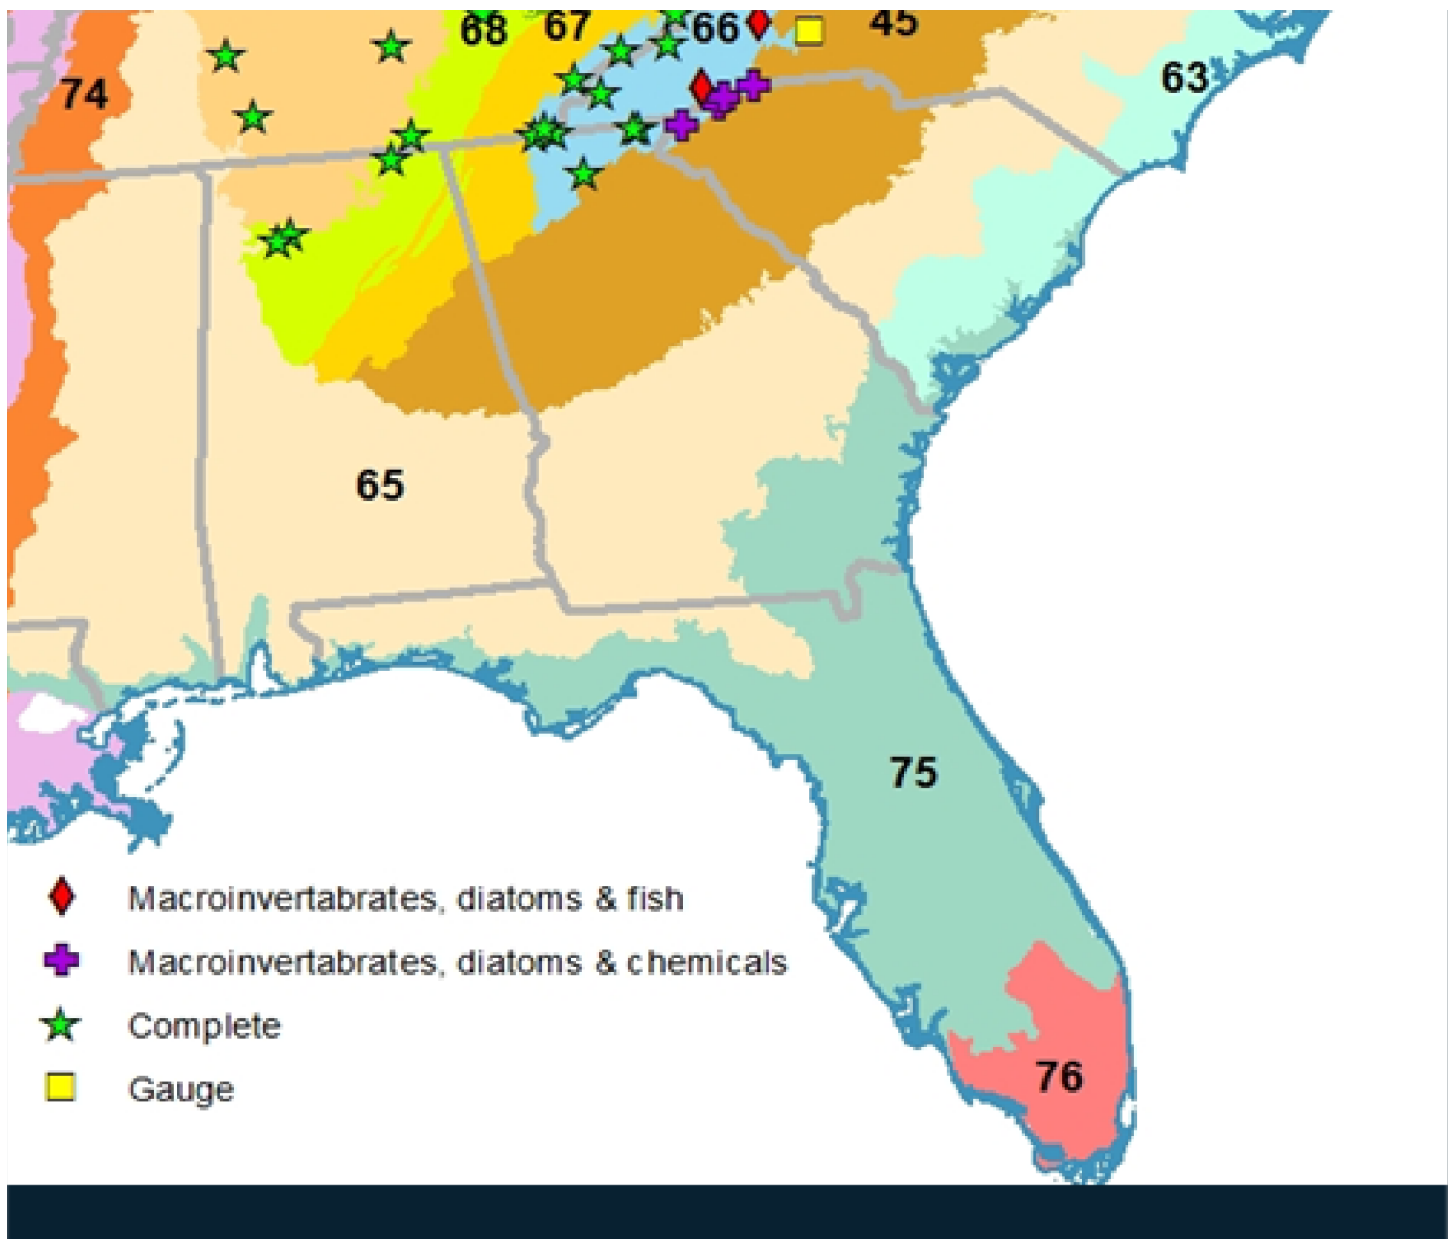 68 67 66 45
74
63
65
75
Macroinvertabrates, diatoms & fish
Macroinvertabrates, diatoms & chemicals
Complete
76
Gauge